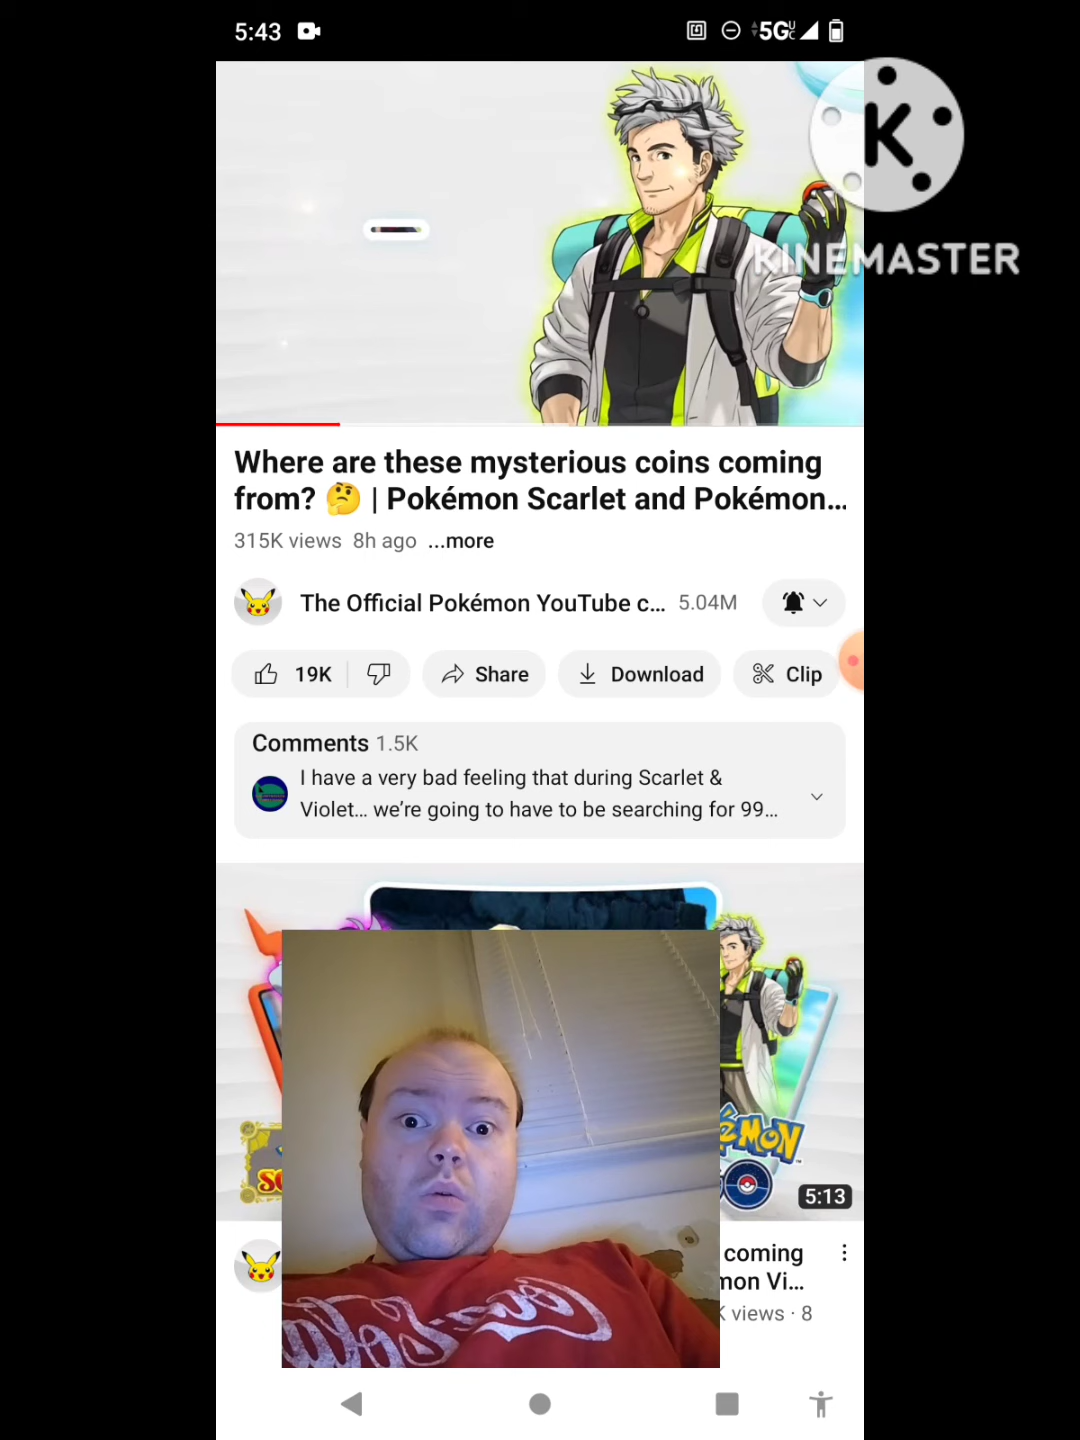 5:43
5G
KINEMASTER
Where are these mysterious coins coming
from? 🤔 | Pokémon Scarlet and Pokémon...
315K views 8h ago ...more
The Official Pokémon YouTube c... 5.04M
19K Share Download Clip
Comments 1.5K
I have a very bad feeling that during Scarlet &
Violet... we're going to have to be searching for 99...
5:13
coming
mon Vi...
K views · 8
Coca-Cola